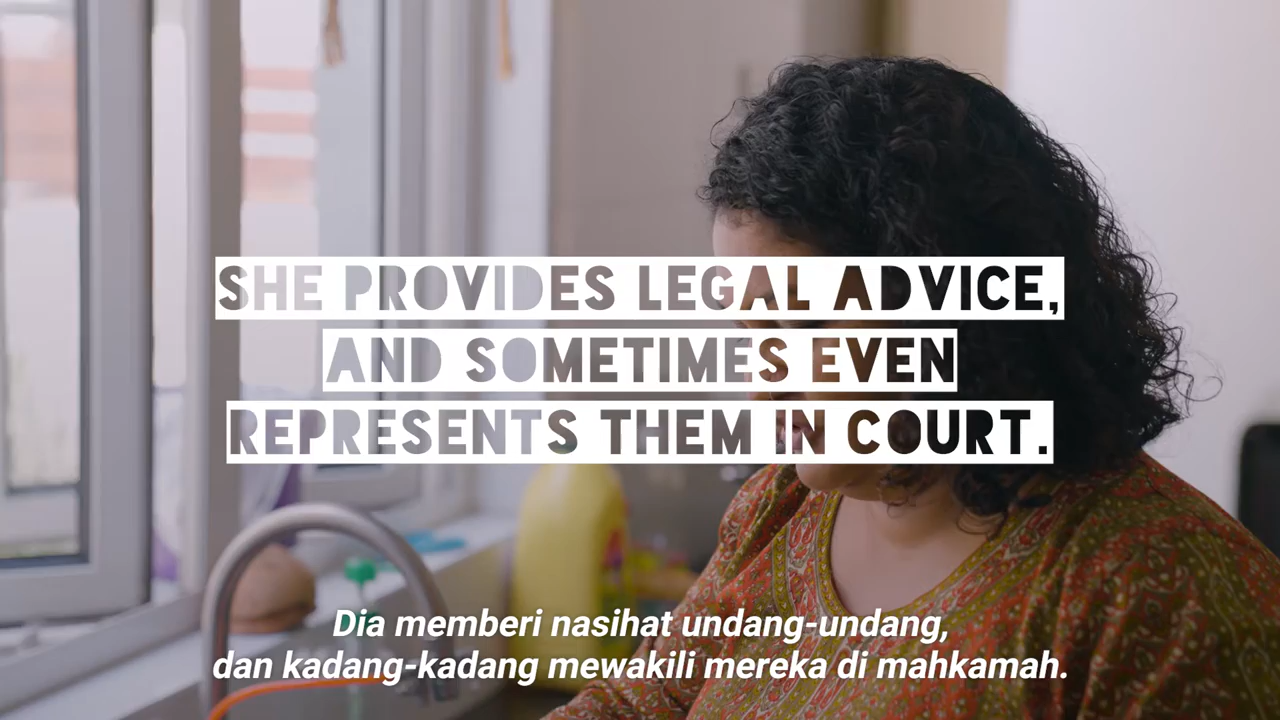 SHE PROVIDES LEGAL ADVICE,
AND SOMETIMES EVEN
REPRESENTS THEM IN COURT.
Dia memberi nasihat undang-undang,
dan kadang-kadang mewakili mereka di mahkamah.